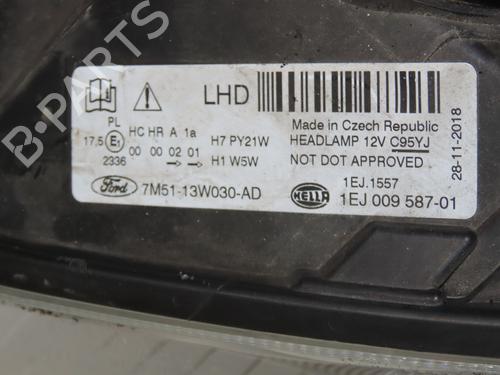 B-PARTS
LHD
PL
17,5 E1 HC HR A 1a H7 PY21W
2336 00 00 02 01 H1 W5W
Made in Czech Republic
HEADLAMP 12V C95YJ
NOT DOT APPROVED
28-11-2018
Ford 7M51-13W030-AD
HELLA
1EJ.1557
1EJ 009 587-01